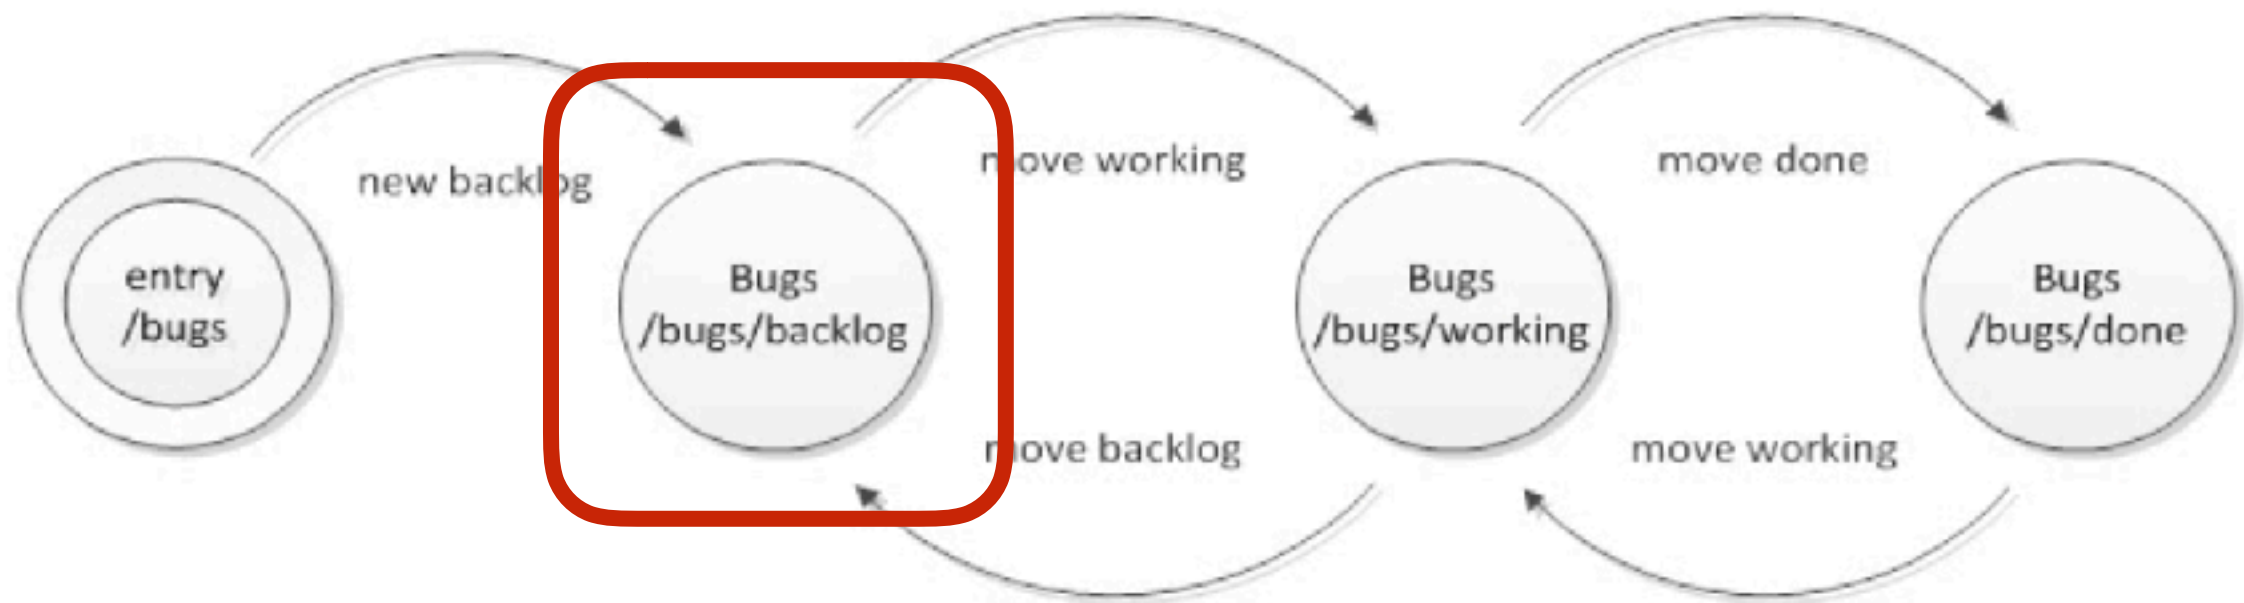 new backlog
move working
move done
entry
/bugs
Bugs
/bugs/backlog
Bugs
/bugs/working
Bugs
/bugs/done
move backlog
move working